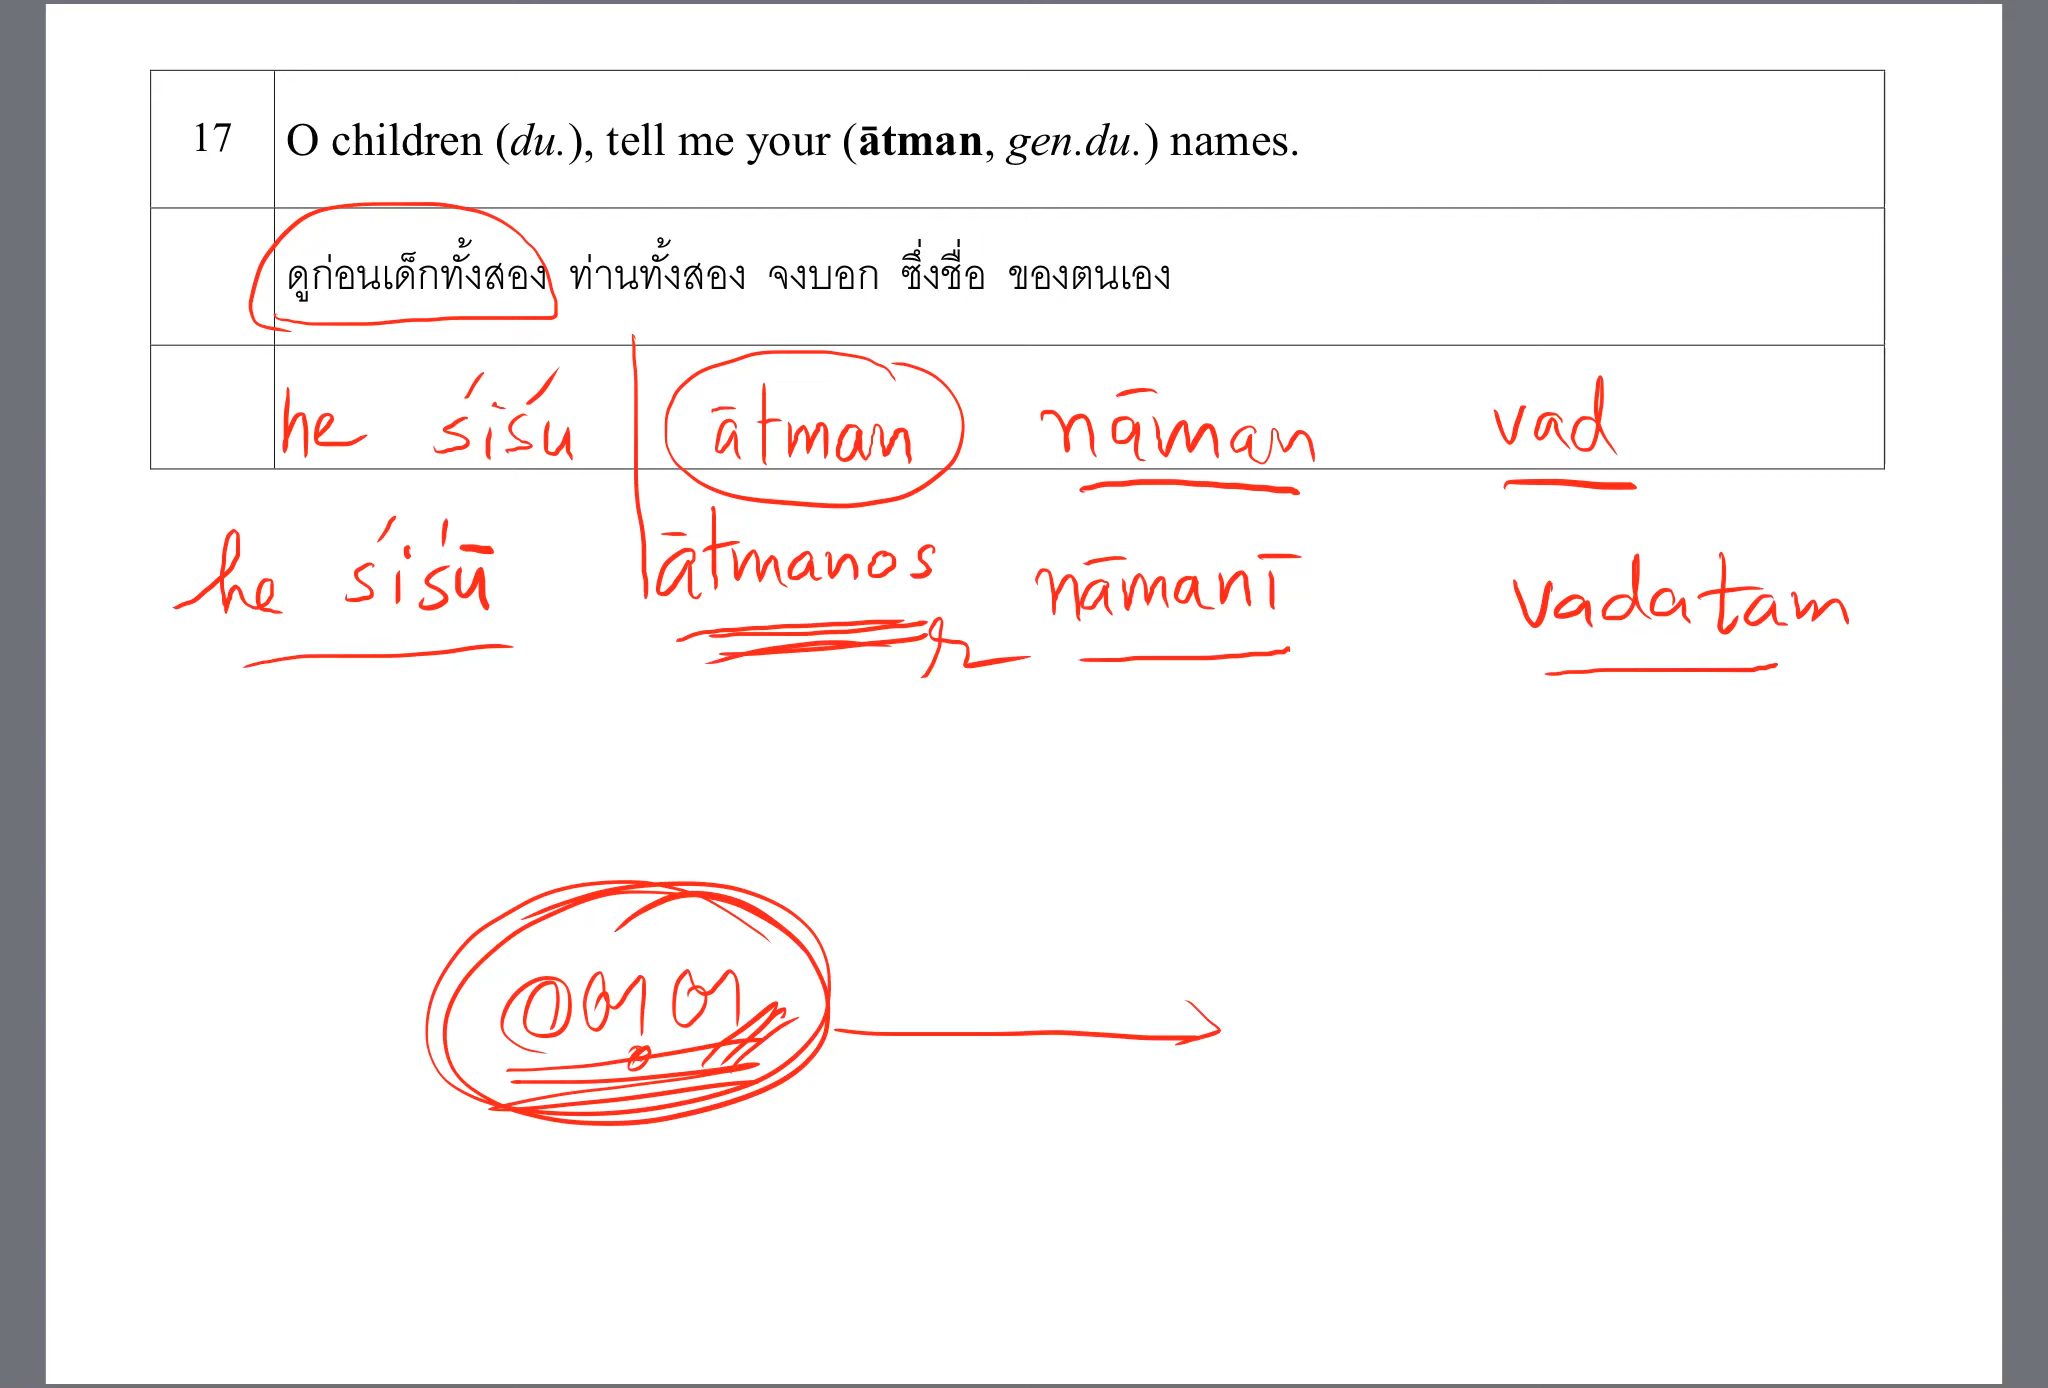 17 O children (du.), tell me your (ātman, gen.du.) names.
ดูก่อนเด็กทั้งสอง ท่านทั้งสอง จงบอก ซึ่งชื่อ ของตนเอง
he śiśu ātman nāman vad
he śiśū ātmanos nāmanī vadatam